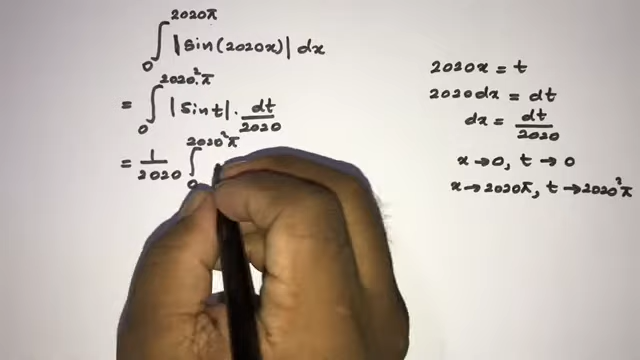 ∫₀^{2020π} |sin(2020x)| dx
= ∫₀^{2020²·π} |sin t| · dt/2020
= 1/2020 ∫₀^{2020²π}
2020x = t
2020dx = dt
dx = dt/2020
x→0, t→0
x→2020π, t→2020²π